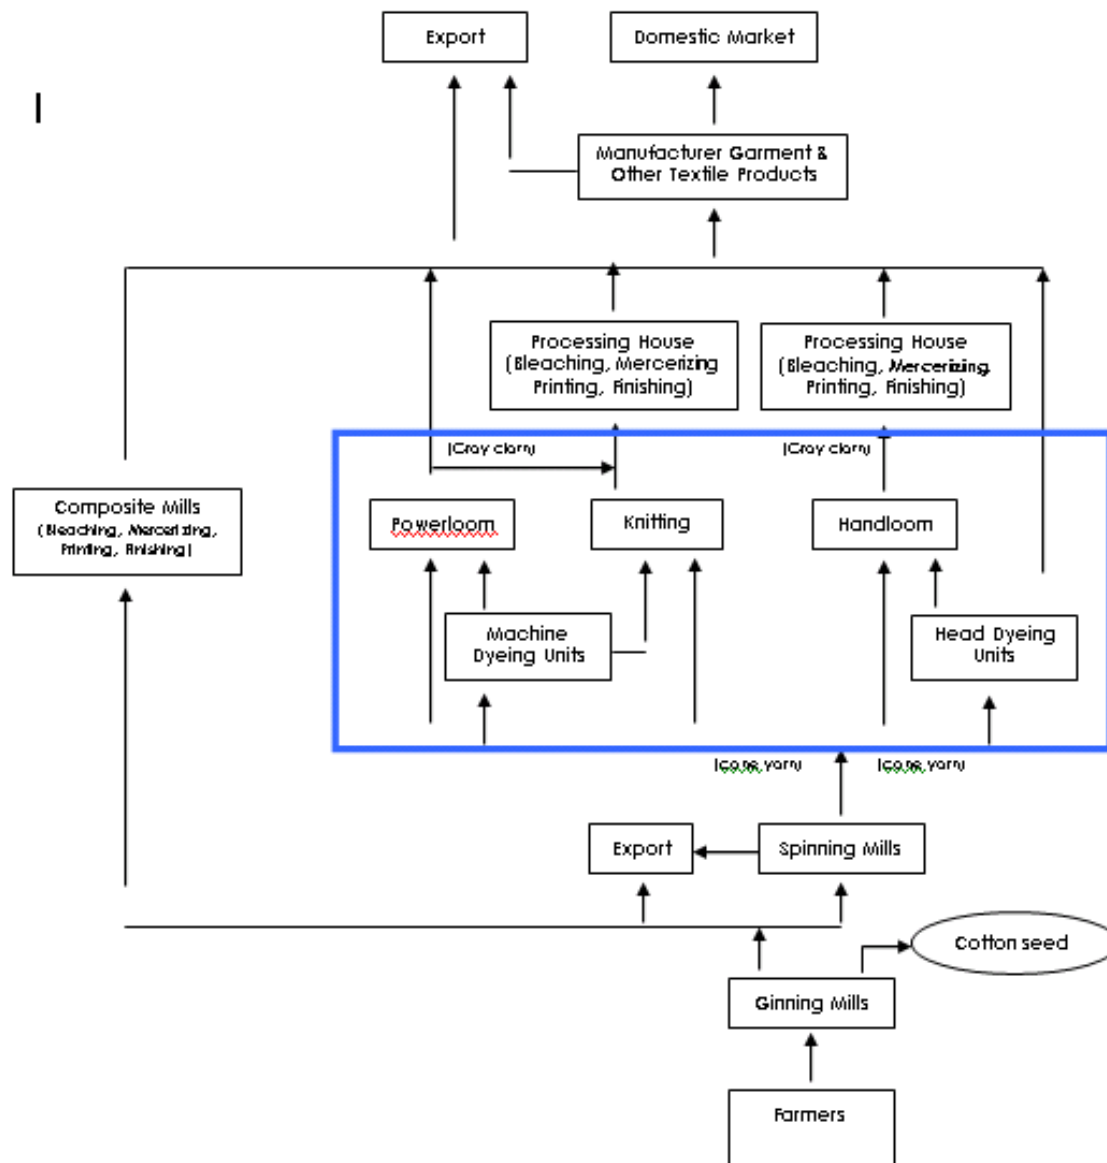 Export
Domestic Market
Manufacturer Garment &
Other Textile Products
Processing House
(Bleaching, Mercerizing
Printing, Finishing)
Processing House
(Bleaching, Mercerizing,
Printing, Finishing)
(Gray clorn)
(Gray clorn)
Composite Mills
(Bleaching, Mercerizing,
Printing, Finishing)
Powerloom
Knitting
Handloom
Machine
Dyeing Units
Head Dyeing
Units
(cone yarn)
(cone yarn)
Export
Spinning Mills
Cotton seed
Ginning Mills
Farmers